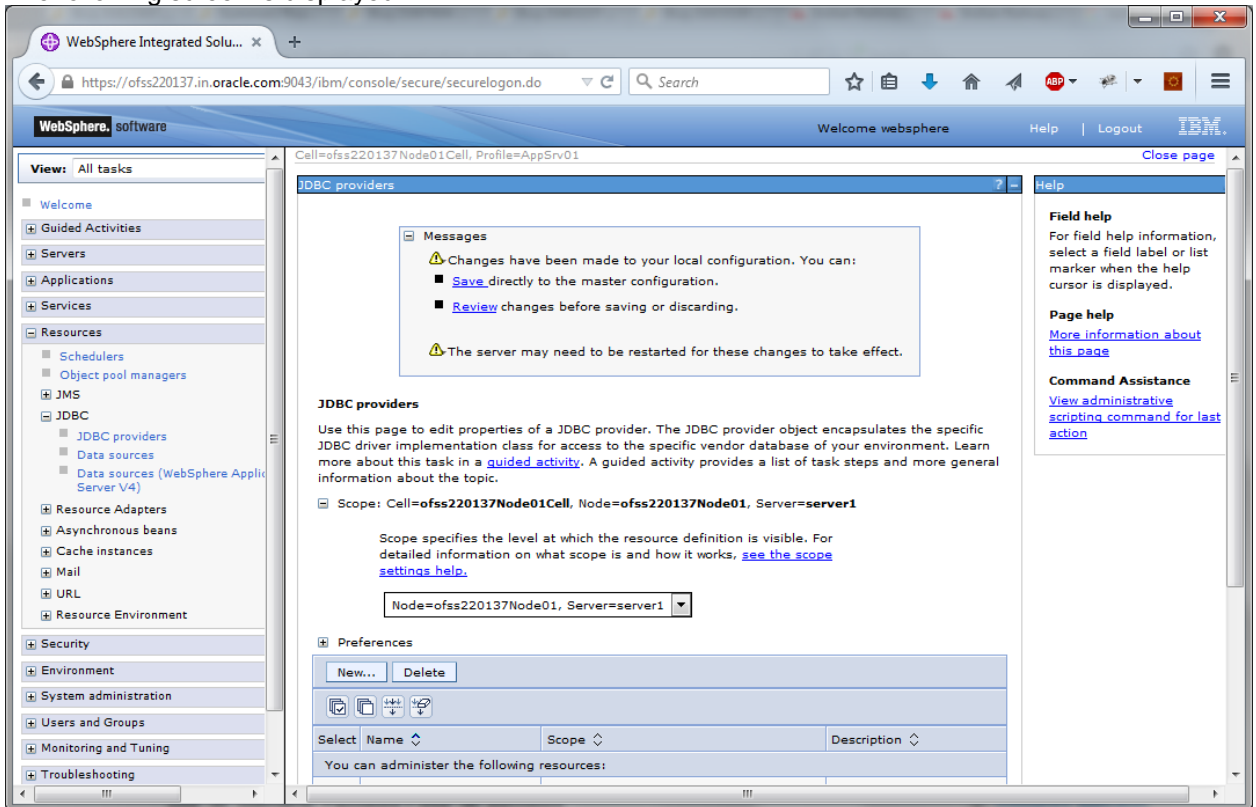 WebSphere Integrated Solu...
https://ofss220137.in.oracle.com:9043/ibm/console/secure/securelogon.do
Search
ABP
WebSphere. software
Welcome websphere
Help | Logout
IBM.
View: All tasks
Welcome
Guided Activities
Servers
Applications
Services
Resources
Schedulers
Object pool managers
JMS
JDBC
JDBC providers
Data sources
Data sources (WebSphere Applic
Server V4)
Resource Adapters
Asynchronous beans
Cache instances
Mail
URL
Resource Environment
Security
Environment
System administration
Users and Groups
Monitoring and Tuning
Troubleshooting
Cell=ofss220137Node01Cell, Profile=AppSrv01
Close page
JDBC providers
? -
Messages
Changes have been made to your local configuration. You can:
Save directly to the master configuration.
Review changes before saving or discarding.
The server may need to be restarted for these changes to take effect.
JDBC providers
Use this page to edit properties of a JDBC provider. The JDBC provider object encapsulates the specific
JDBC driver implementation class for access to the specific vendor database of your environment. Learn
more about this task in a guided activity. A guided activity provides a list of task steps and more general
information about the topic.
Scope: Cell=ofss220137Node01Cell, Node=ofss220137Node01, Server=server1
Scope specifies the level at which the resource definition is visible. For
detailed information on what scope is and how it works, see the scope
settings help.
Node=ofss220137Node01, Server=server1
Preferences
New... Delete
Select Name Scope Description
You can administer the following resources:
Help
Field help
For field help information,
select a field label or list
marker when the help
cursor is displayed.
Page help
More information about
this page
Command Assistance
View administrative
scripting command for last
action